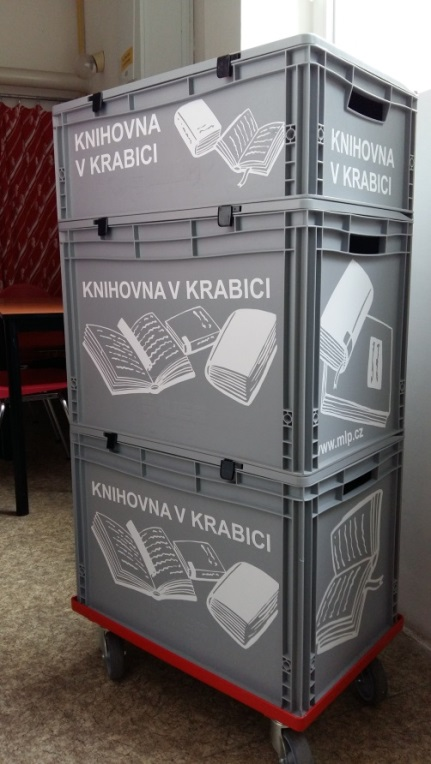 KNIHOVNA
V KRABICI
KNIHOVNA
V KRABICI
KNIHOVNA V KRABICI
www.mlp.cz
KNIHOVNA V KRABICI